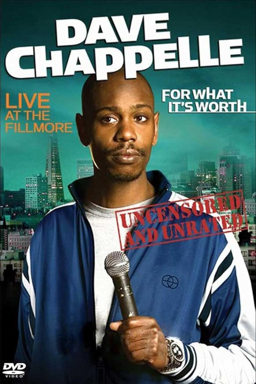 DAVE
CHAPPELLE
FOR WHAT
IT'S WORTH
LIVE
AT THE
FILLMORE
UNCENSORED
AND UNRATED
DVD
VIDEO